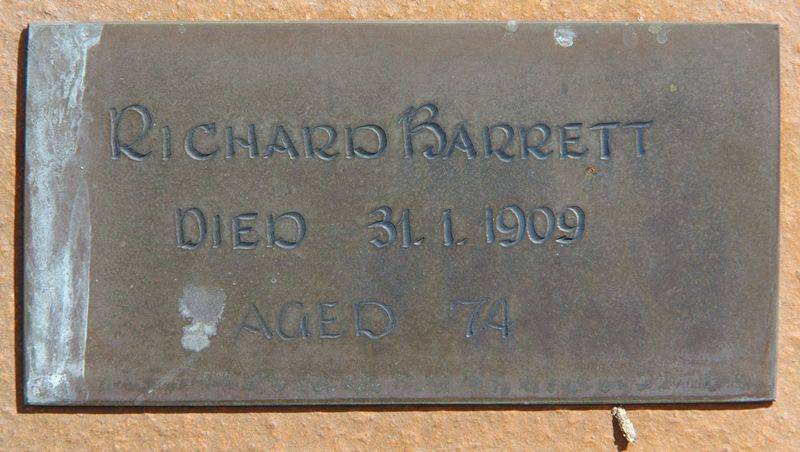 Richard Barrett
Died 31.1.1909
Aged 74